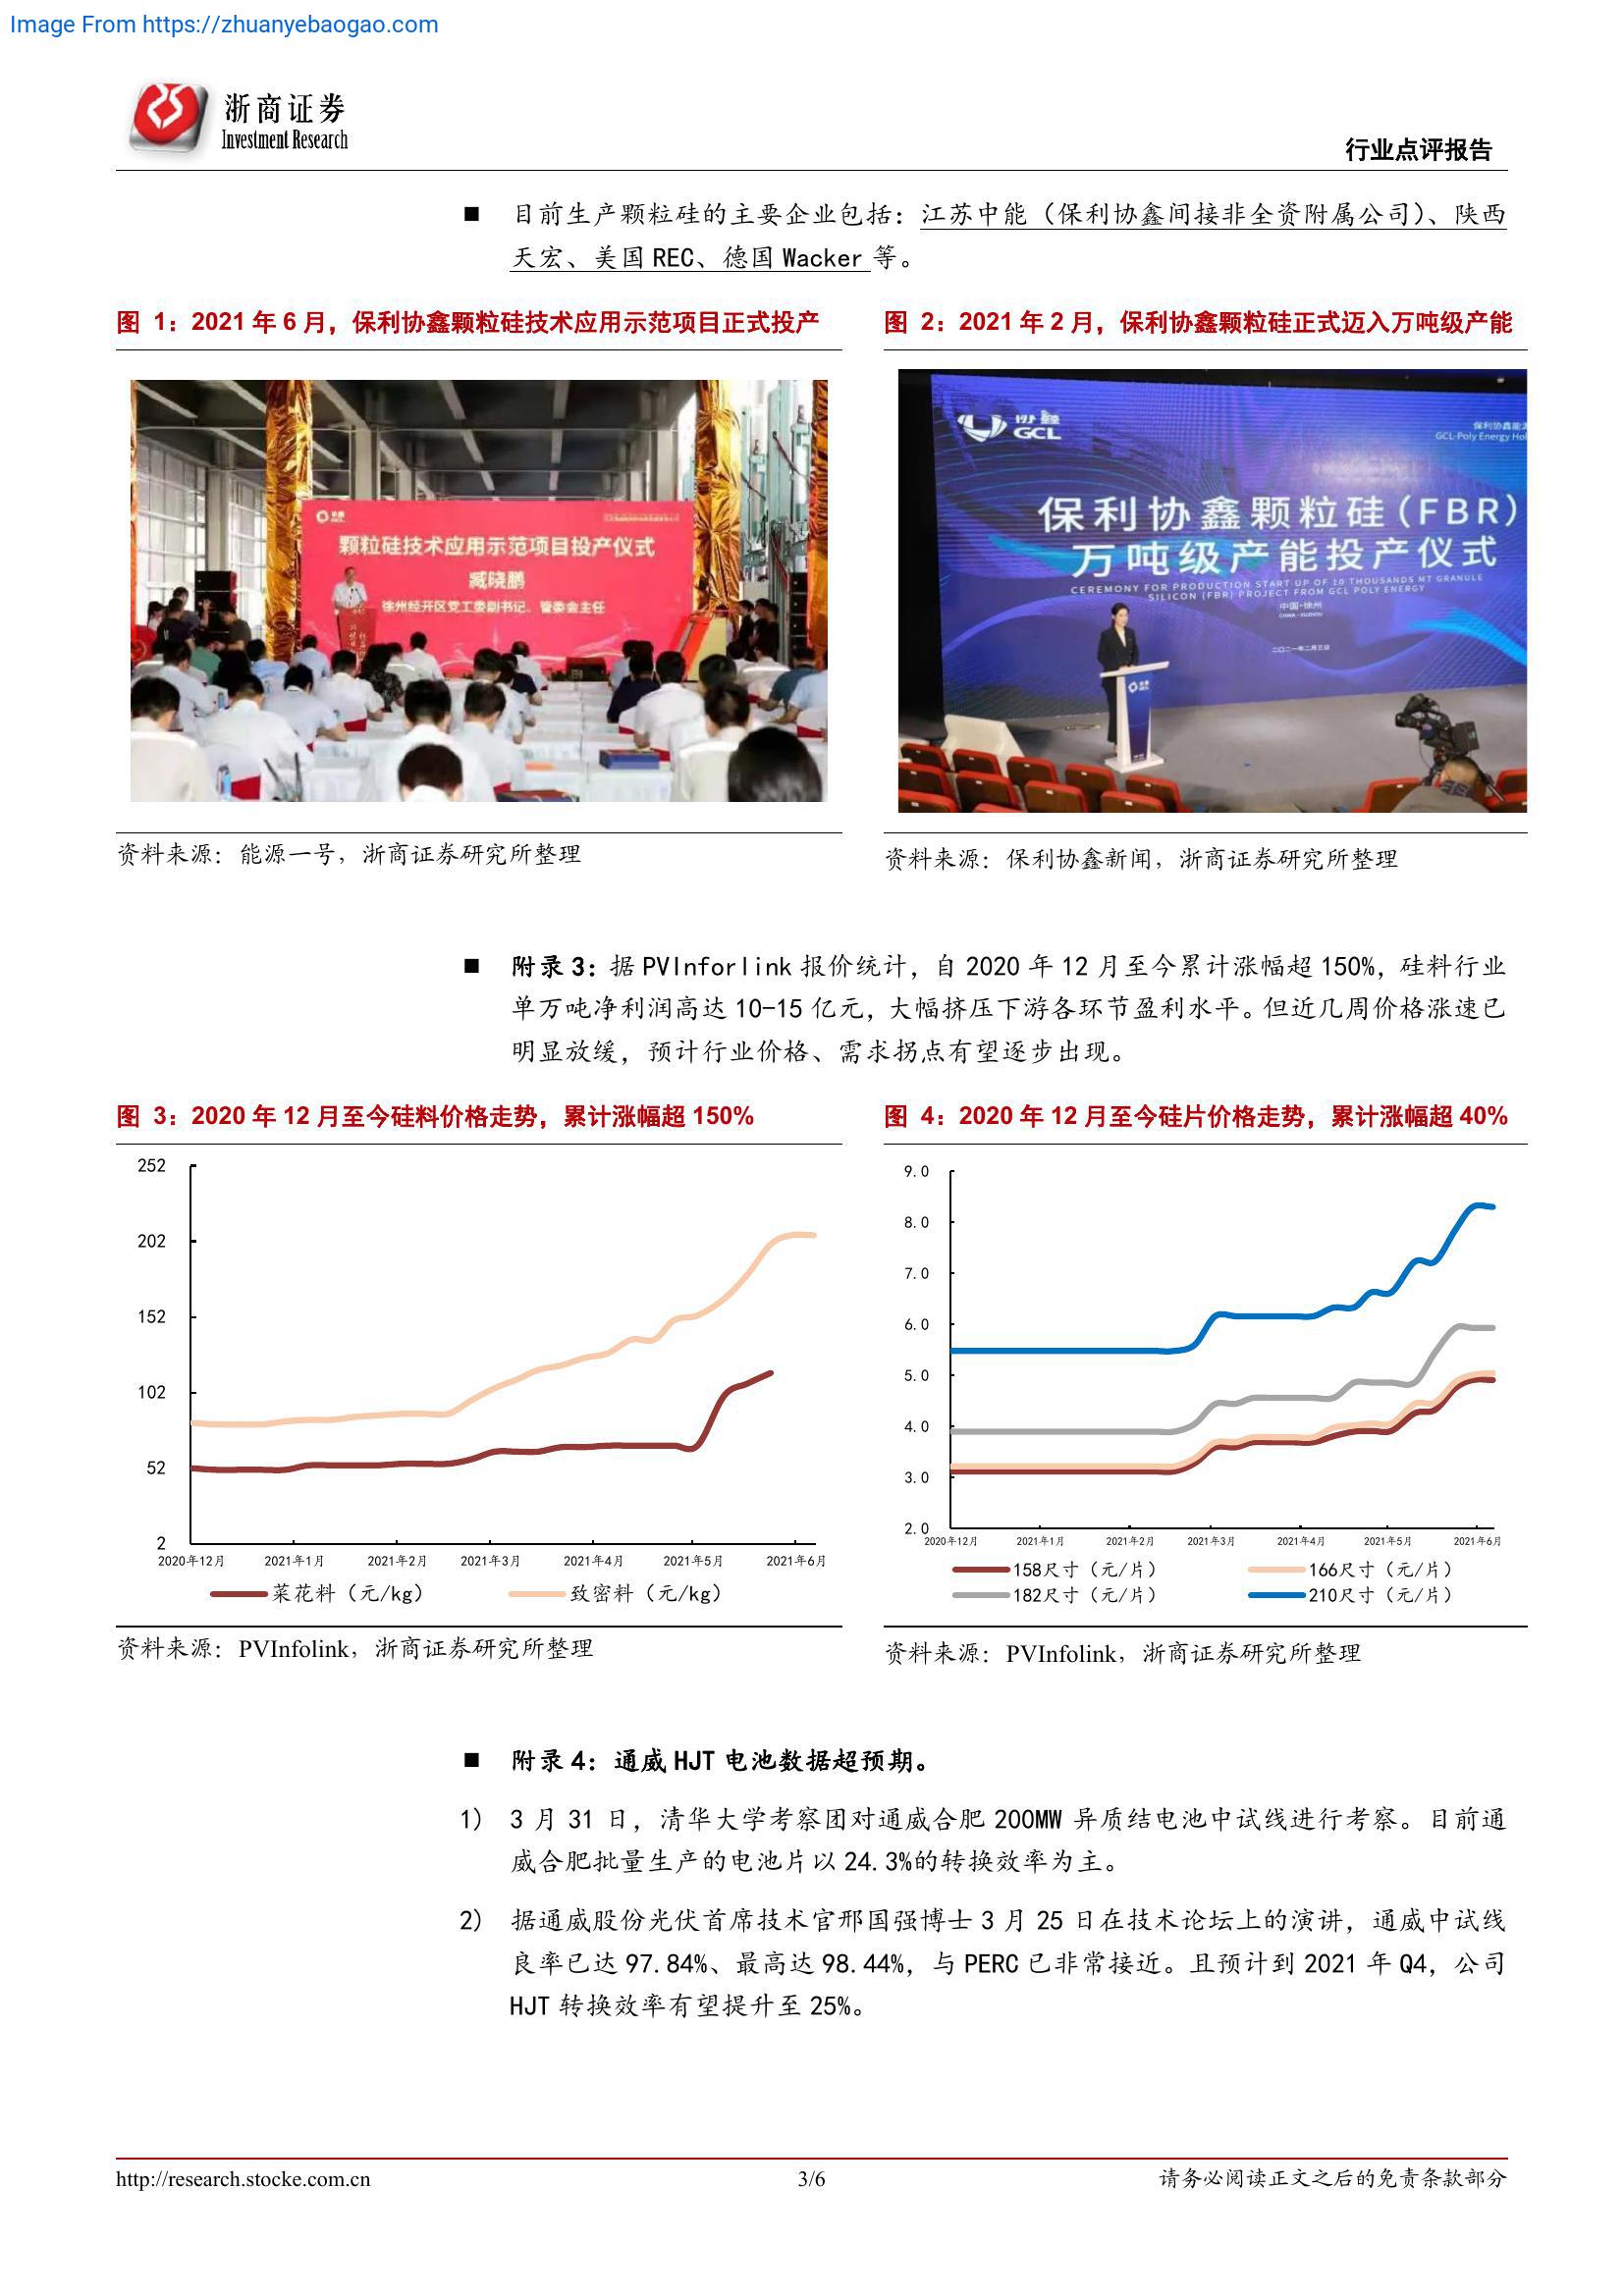 Image From https://zhuanyebaogao.com
浙商证券
Investment Research
行业点评报告
■ 目前生产颗粒硅的主要企业包括：江苏中能（保利协鑫间接非全资附属公司）、陕西
天宏、美国 REC、德国 Wacker 等。
图 1：2021 年 6 月，保利协鑫颗粒硅技术应用示范项目正式投产
图 2：2021 年 2 月，保利协鑫颗粒硅正式迈入万吨级产能
颗粒硅技术应用示范项目投产仪式
臧晓鹏
徐州经开区党工委副书记、管委会主任
协鑫
GCL
保利协鑫能源
GCL-Poly Energy Hol
保利协鑫颗粒硅（FBR）
万吨级产能投产仪式
CEREMONY FOR PRODUCTION START UP OF 10 THOUSANDS MT GRANULE
SILICON (FBR) PROJECT FROM GCL POLY ENERGY
中国·徐州
CHINA·XUZHOU
资料来源：能源一号，浙商证券研究所整理
资料来源：保利协鑫新闻，浙商证券研究所整理
■ 附录 3：据 PVInforlink 报价统计，自 2020 年 12 月至今累计涨幅超 150%，硅料行业
单万吨净利润高达 10-15 亿元，大幅挤压下游各环节盈利水平。但近几周价格涨速已
明显放缓，预计行业价格、需求拐点有望逐步出现。
图 3：2020 年 12 月至今硅料价格走势，累计涨幅超 150%
252
202
152
102
52
2
2020年12月 2021年1月 2021年2月 2021年3月 2021年4月 2021年5月 2021年6月
菜花料（元/kg） 致密料（元/kg）
图 4：2020 年 12 月至今硅片价格走势，累计涨幅超 40%
9.0
8.0
7.0
6.0
5.0
4.0
3.0
2.0
2020年12月 2021年1月 2021年2月 2021年3月 2021年4月 2021年5月 2021年6月
158尺寸（元/片） 166尺寸（元/片）
182尺寸（元/片） 210尺寸（元/片）
资料来源：PVInfolink，浙商证券研究所整理
资料来源：PVInfolink，浙商证券研究所整理
■ 附录 4：通威 HJT 电池数据超预期。
1) 3 月 31 日，清华大学考察团对通威合肥 200MW 异质结电池中试线进行考察。目前通
威合肥批量生产的电池片以 24.3%的转换效率为主。
2) 据通威股份光伏首席技术官邢国强博士 3 月 25 日在技术论坛上的演讲，通威中试线
良率已达 97.84%、最高达 98.44%，与 PERC 已非常接近。且预计到 2021 年 Q4，公司
HJT 转换效率有望提升至 25%。
http://research.stocke.com.cn
3/6
请务必阅读正文之后的免责条款部分